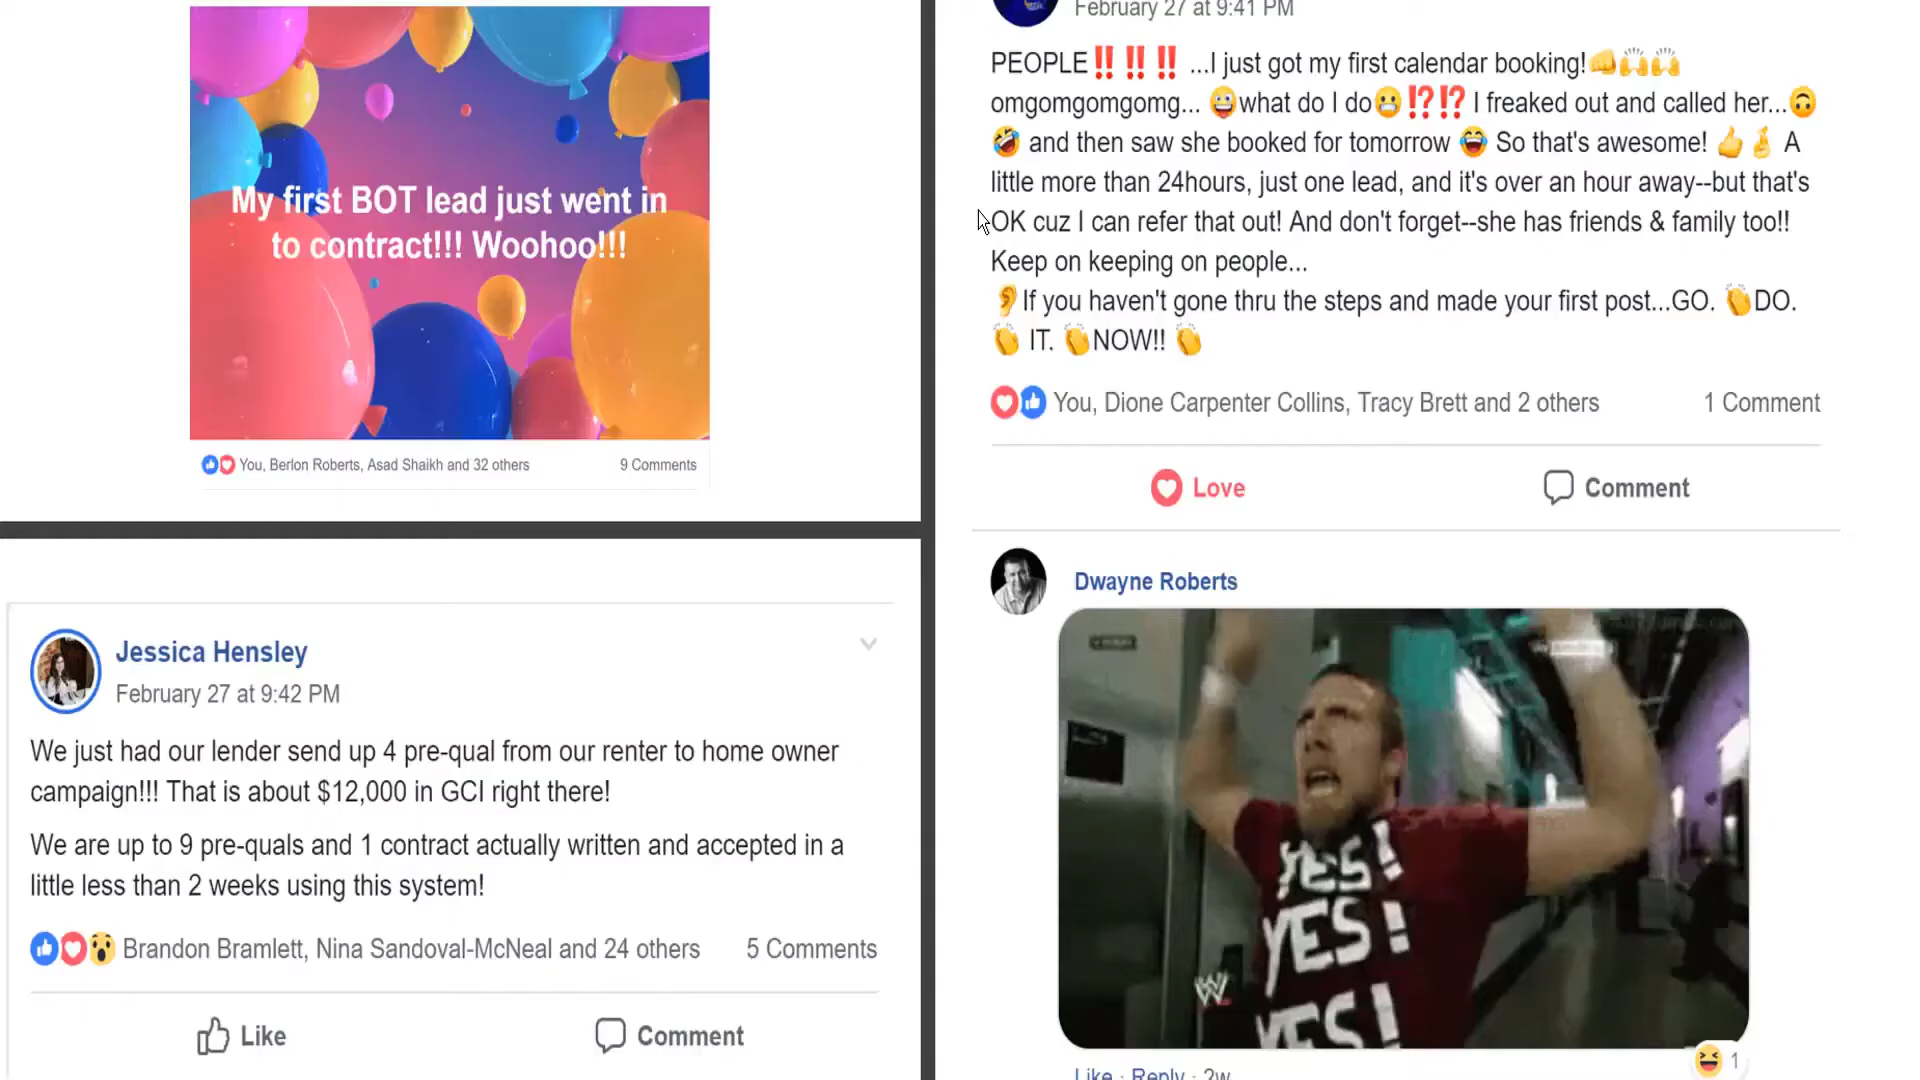 My first BOT lead just went in
to contract!!! Woohoo!!!
You, Berlon Roberts, Asad Shaikh and 32 others 9 Comments
Jessica Hensley
February 27 at 9:42 PM
We just had our lender send up 4 pre-qual from our renter to home owner
campaign!!! That is about $12,000 in GCI right there!
We are up to 9 pre-quals and 1 contract actually written and accepted in a
little less than 2 weeks using this system!
Brandon Bramlett, Nina Sandoval-McNeal and 24 others 5 Comments
Like Comment
February 27 at 9:41 PM
PEOPLE‼️‼️‼️ ...I just got my first calendar booking!👊🙌🙌
omgomgomgomg... 😜what do I do😬⁉️⁉️ I freaked out and called her...🙃
🤣 and then saw she booked for tomorrow 😂 So that's awesome! 👍🤞 A
little more than 24hours, just one lead, and it's over an hour away--but that's
OK cuz I can refer that out! And don't forget--she has friends & family too!!
Keep on keeping on people...
👂If you haven't gone thru the steps and made your first post...GO. 👏DO.
👏 IT. 👏NOW!! 👏
You, Dione Carpenter Collins, Tracy Brett and 2 others 1 Comment
Love Comment
Dwayne Roberts
YES!
YES!
YES!
W
Like · Reply · 2w
1